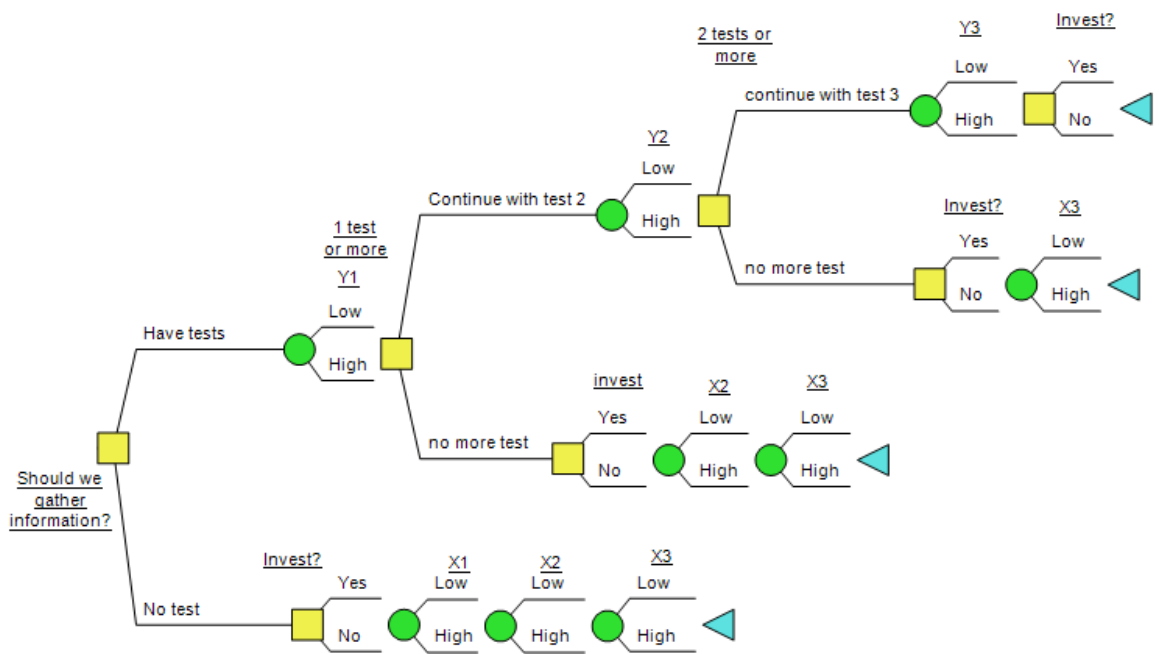 2 tests or
more
Y3
Invest?
Low
Yes
continue with test 3
High
No
Y2
Low
Continue with test 2
High
Invest?
X3
Yes
Low
no more test
No
High
1 test
or more
Y1
Low
Have tests
High
invest
X2
X3
Yes
Low
Low
no more test
No
High
High
Should we
gather
information?
Invest?
X1
X2
X3
Yes
Low
Low
Low
No test
No
High
High
High